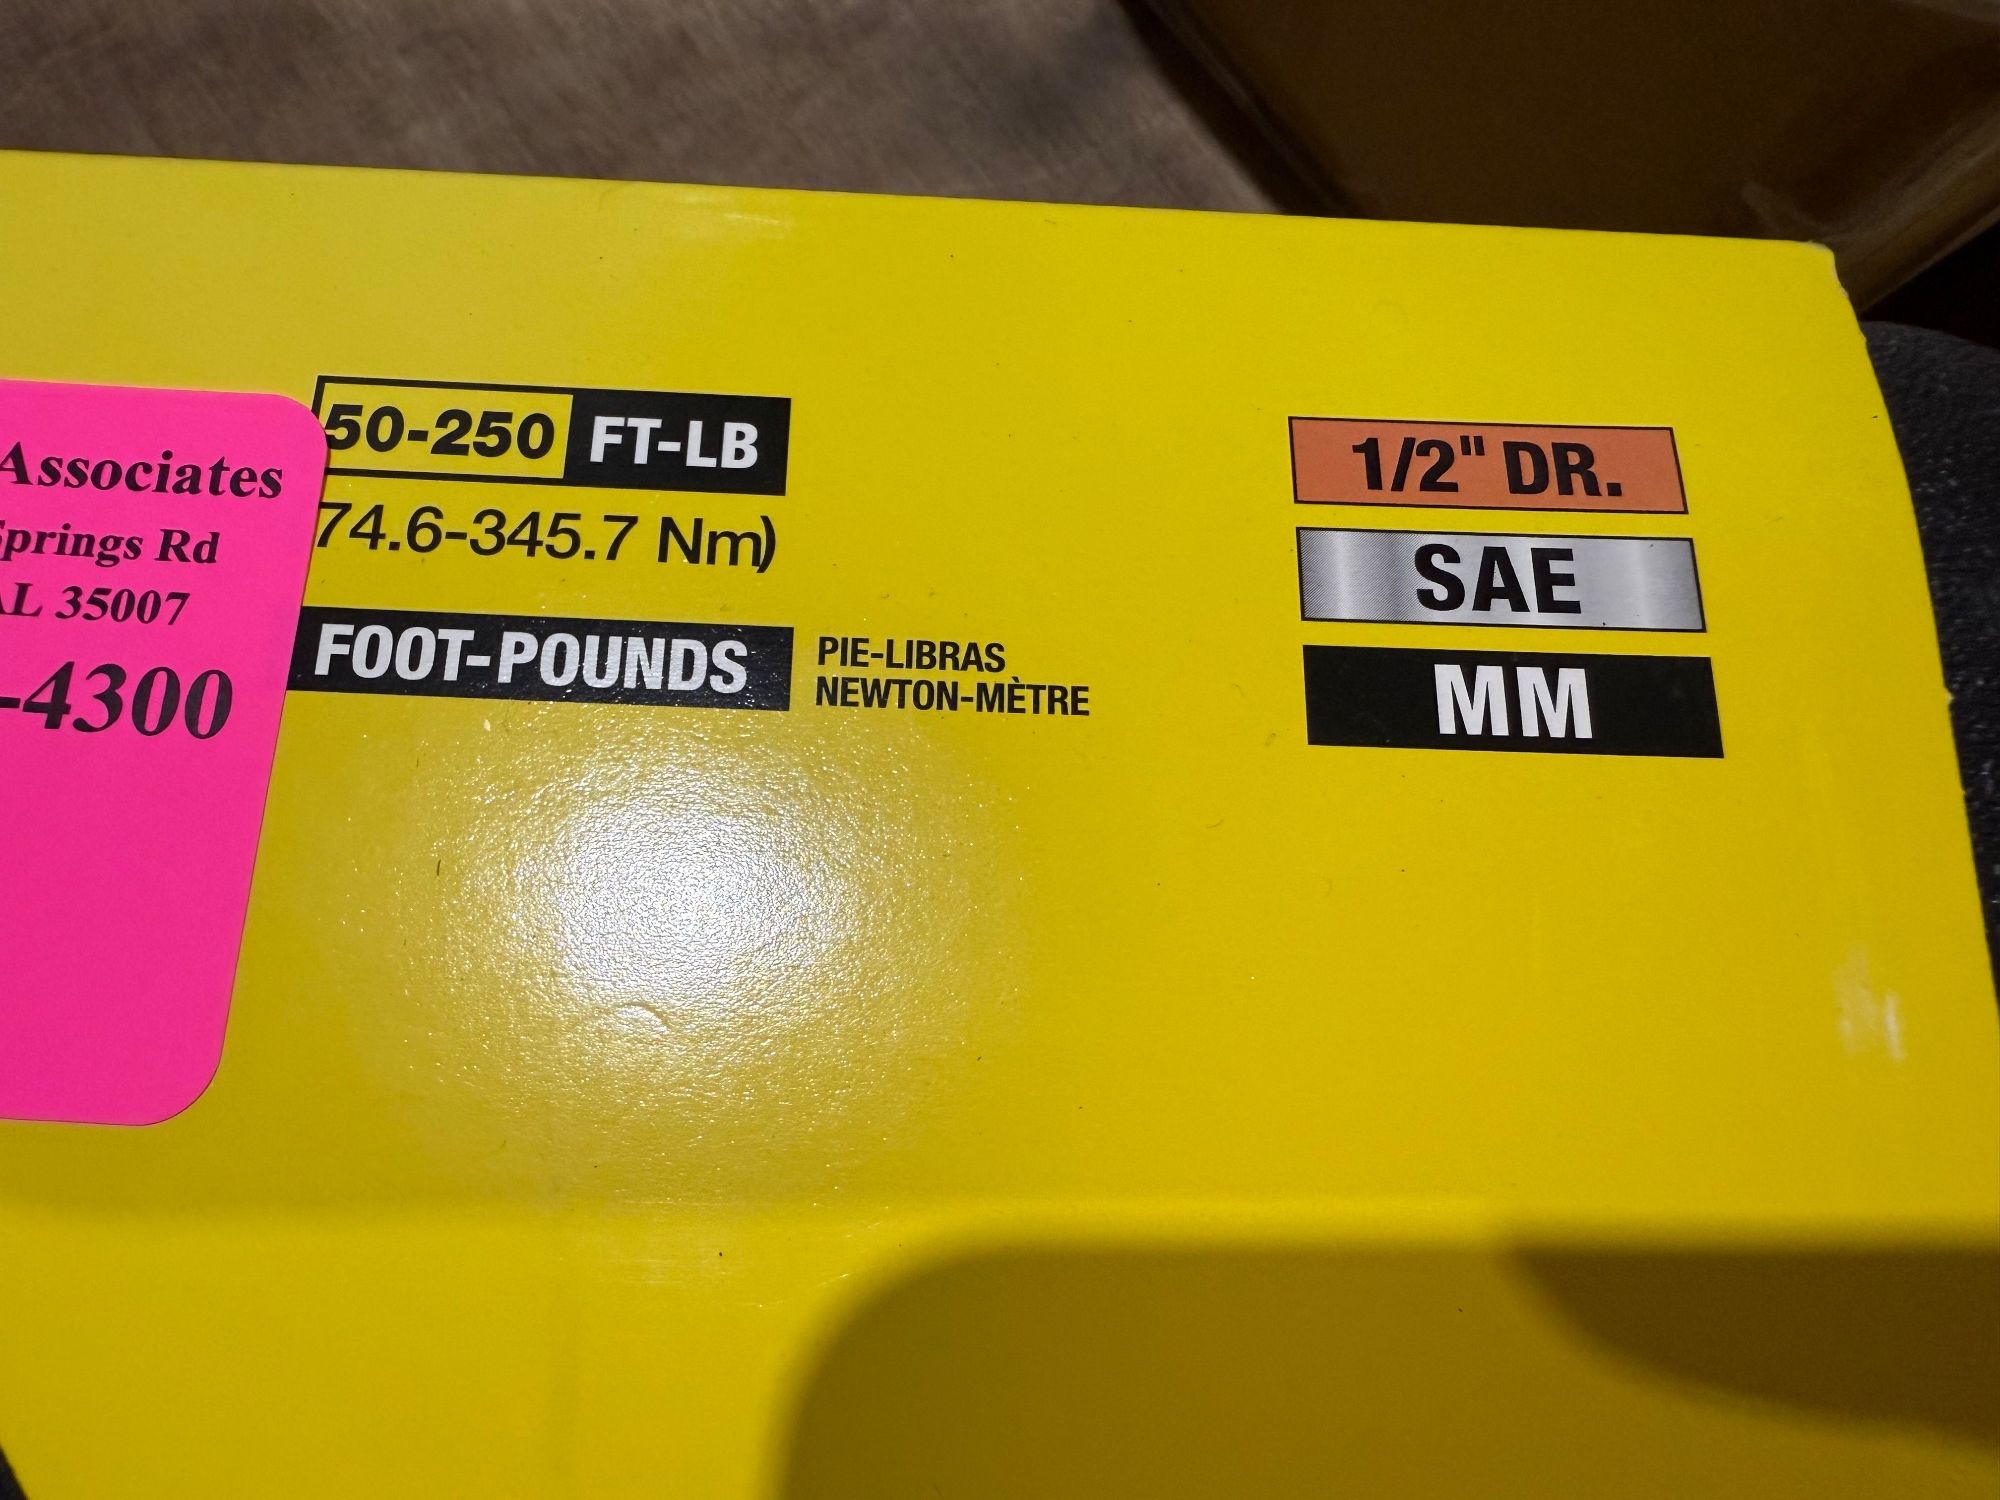 Associates
Springs Rd
AL 35007
-4300
50-250 FT-LB
74.6-345.7 Nm)
FOOT-POUNDS
PIE-LIBRAS
NEWTON-MÈTRE
1/2" DR.
SAE
MM